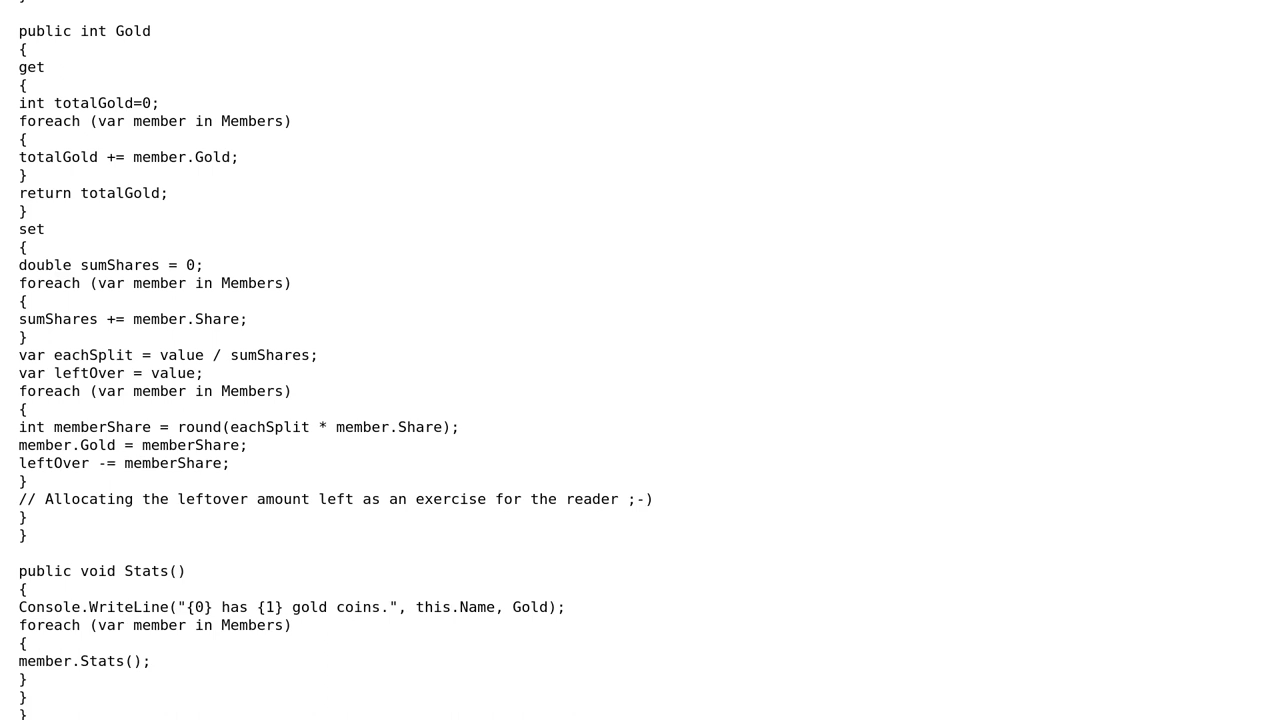 }
public int Gold
{
get
{
int totalGold=0;
foreach (var member in Members)
{
totalGold += member.Gold;
}
return totalGold;
}
set
{
double sumShares = 0;
foreach (var member in Members)
{
sumShares += member.Share;
}
var eachSplit = value / sumShares;
var leftOver = value;
foreach (var member in Members)
{
int memberShare = round(eachSplit * member.Share);
member.Gold = memberShare;
leftOver -= memberShare;
}
// Allocating the leftover amount left as an exercise for the reader ;-)
}
}
public void Stats()
{
Console.WriteLine("{0} has {1} gold coins.", this.Name, Gold);
foreach (var member in Members)
{
member.Stats();
}
}
}